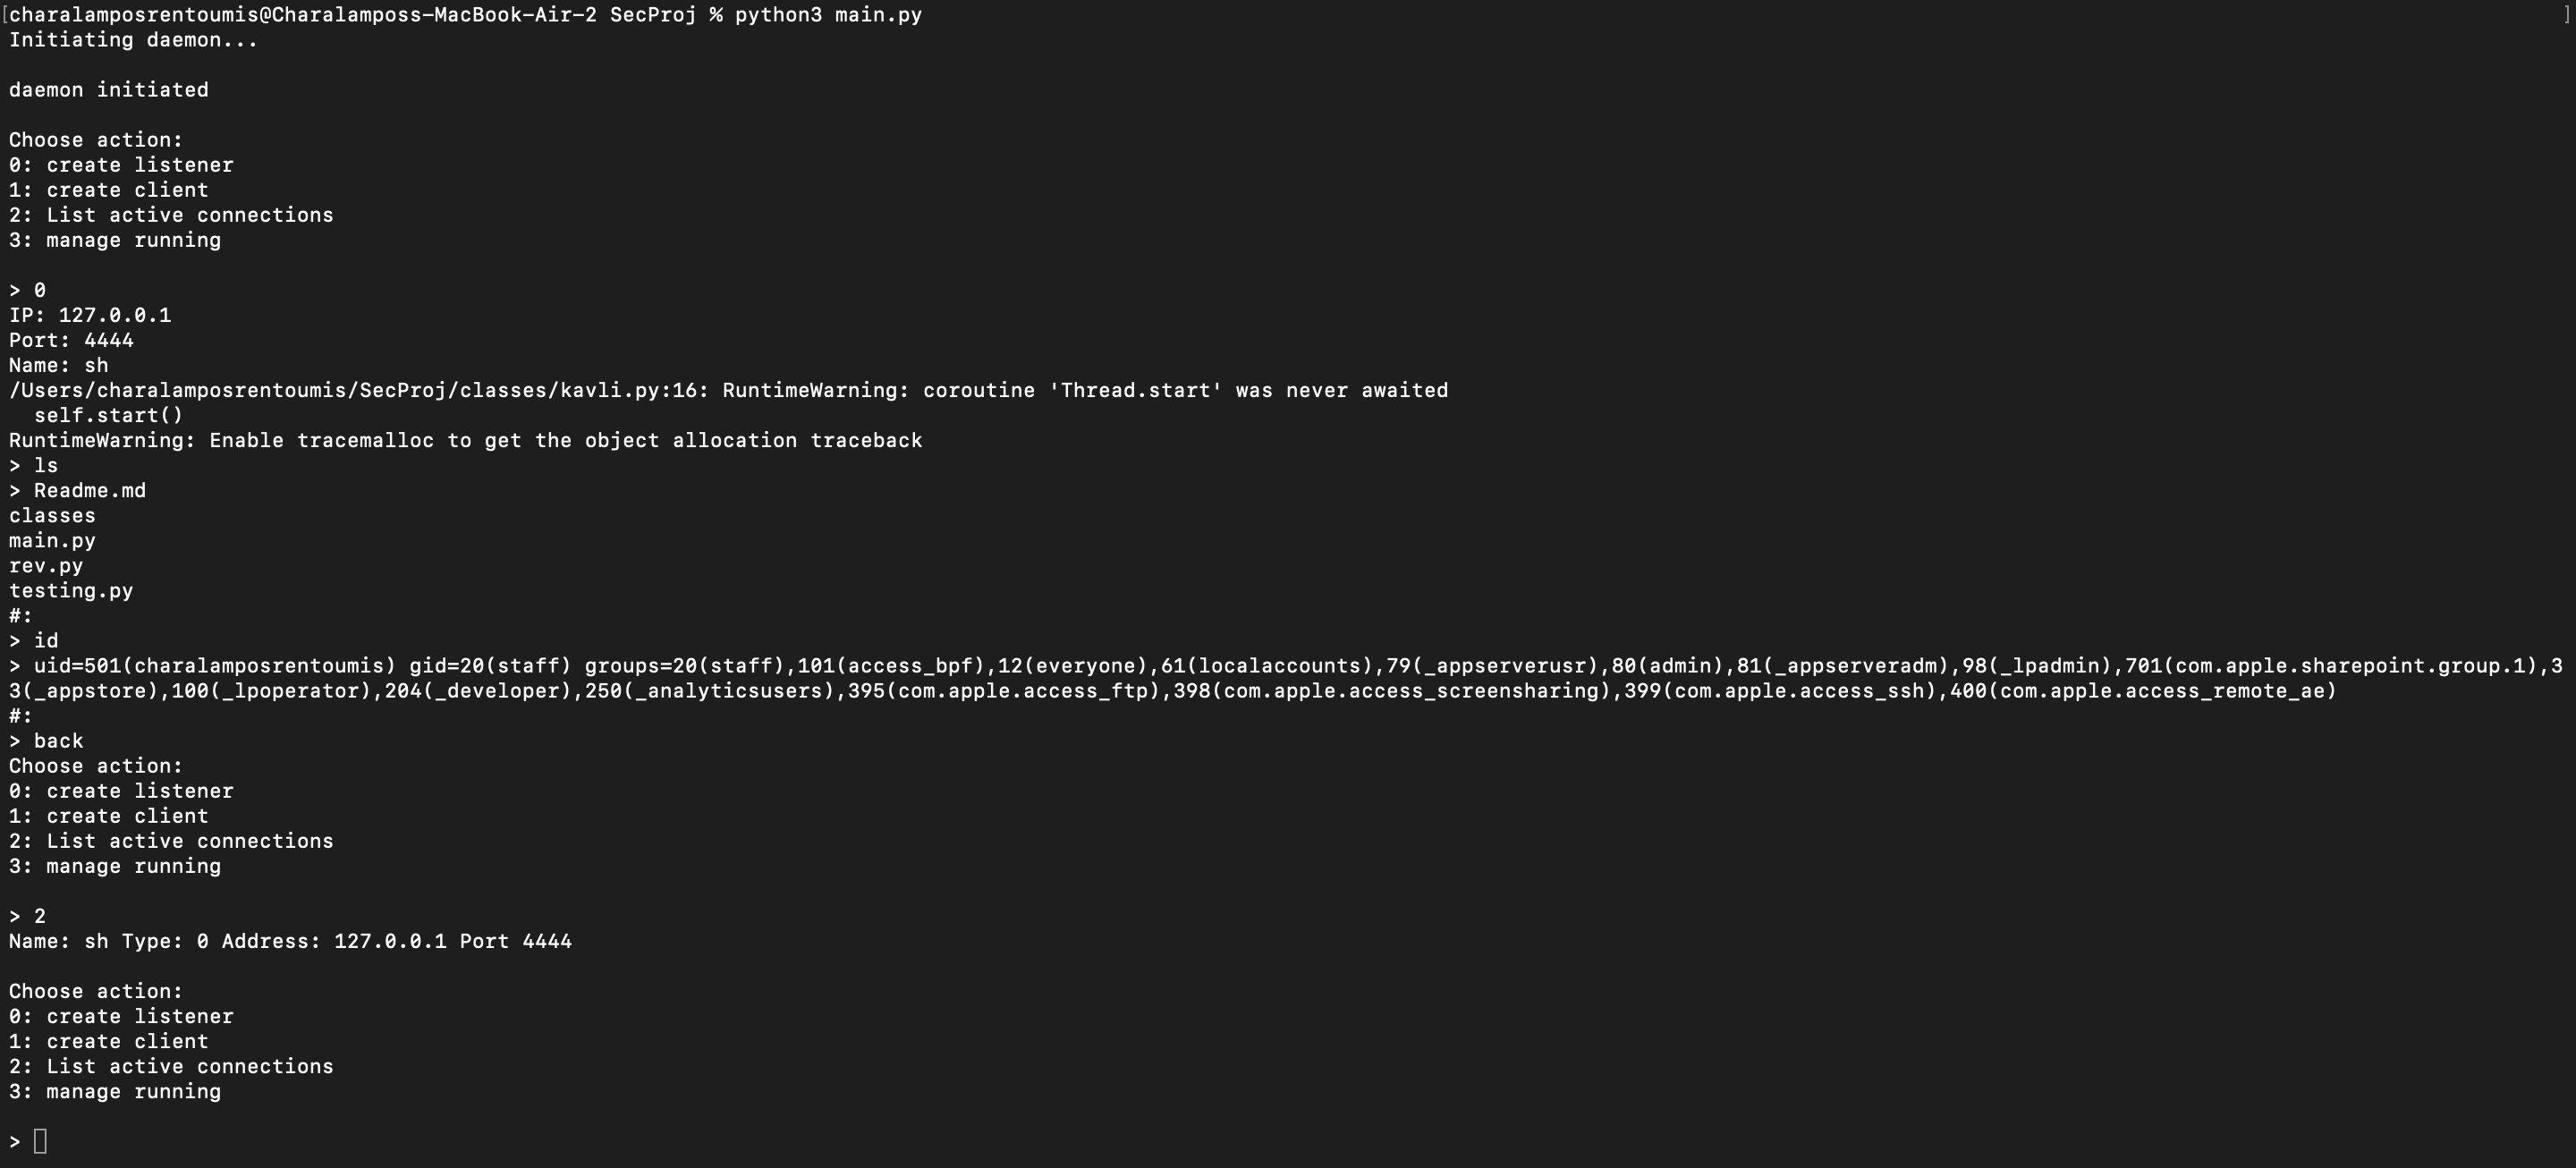 [charalamposrentoumis@Charalamposs-MacBook-Air-2 SecProj % python3 main.py ]
Initiating daemon...
daemon initiated
Choose action:
0: create listener
1: create client
2: List active connections
3: manage running
> 0
IP: 127.0.0.1
Port: 4444
Name: sh
/Users/charalamposrentoumis/SecProj/classes/kavli.py:16: RuntimeWarning: coroutine 'Thread.start' was never awaited
  self.start()
RuntimeWarning: Enable tracemalloc to get the object allocation traceback
> ls
> Readme.md
classes
main.py
rev.py
testing.py
#:
> id
> uid=501(charalamposrentoumis) gid=20(staff) groups=20(staff),101(access_bpf),12(everyone),61(localaccounts),79(_appserverusr),80(admin),81(_appserveradm),98(_lpadmin),701(com.apple.sharepoint.group.1),3
3(_appstore),100(_lpoperator),204(_developer),250(_analyticsusers),395(com.apple.access_ftp),398(com.apple.access_screensharing),399(com.apple.access_ssh),400(com.apple.access_remote_ae)
#:
> back
Choose action:
0: create listener
1: create client
2: List active connections
3: manage running
> 2
Name: sh Type: 0 Address: 127.0.0.1 Port 4444
Choose action:
0: create listener
1: create client
2: List active connections
3: manage running
>